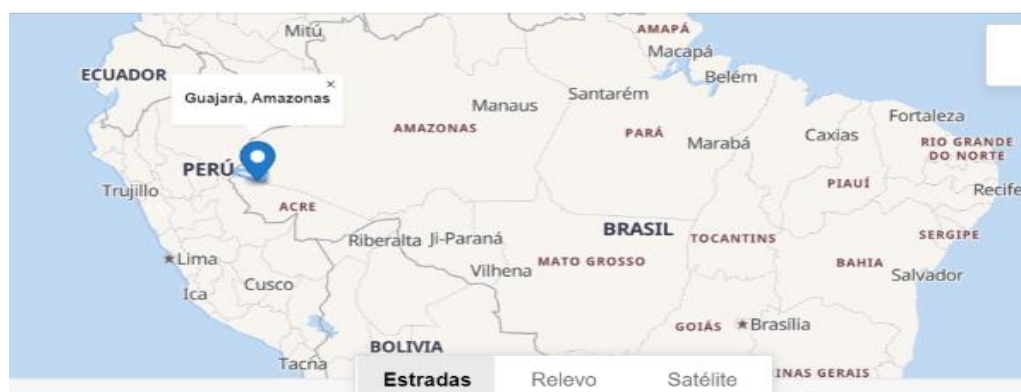 Mitú
AMAPÁ
Macapá
ECUADOR
Belém
×
Guajará, Amazonas
Santarém
Manaus
Fortaleza
AMAZONAS
PARÁ
Marabá
Caxias
RIO GRANDE
DO NORTE
PERÚ
Trujillo
PIAUÍ
Recife
ACRE
BRASIL
SERGIPE
Riberalta
Ji-Paraná
TOCANTINS
Lima
Vilhena
MATO GROSSO
BAHIA
Salvador
Ica
Cusco
GOIÁS
Brasília
BOLIVIA
Tacna
INAS GERAIS
Estradas
Relevo
Satélite